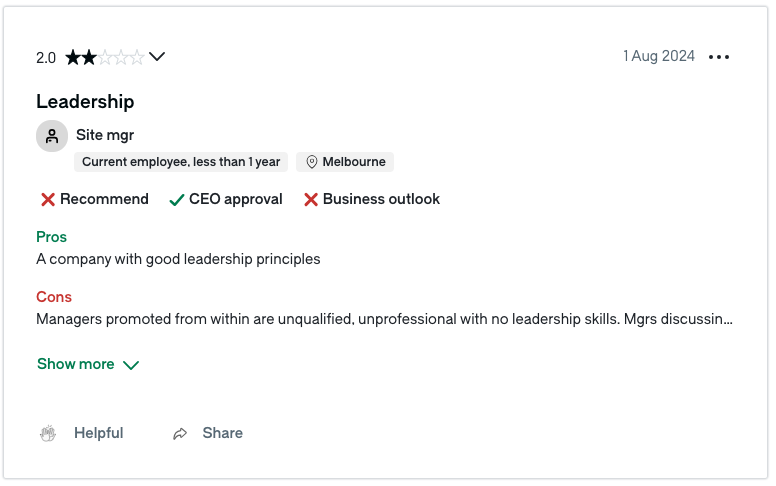 2.0
1 Aug 2024
Leadership
Site mgr
Current employee, less than 1 year
Melbourne
Recommend
CEO approval
Business outlook
Pros
A company with good leadership principles
Cons
Managers promoted from within are unqualified, unprofessional with no leadership skills. Mgrs discussin...
Show more
Helpful
Share